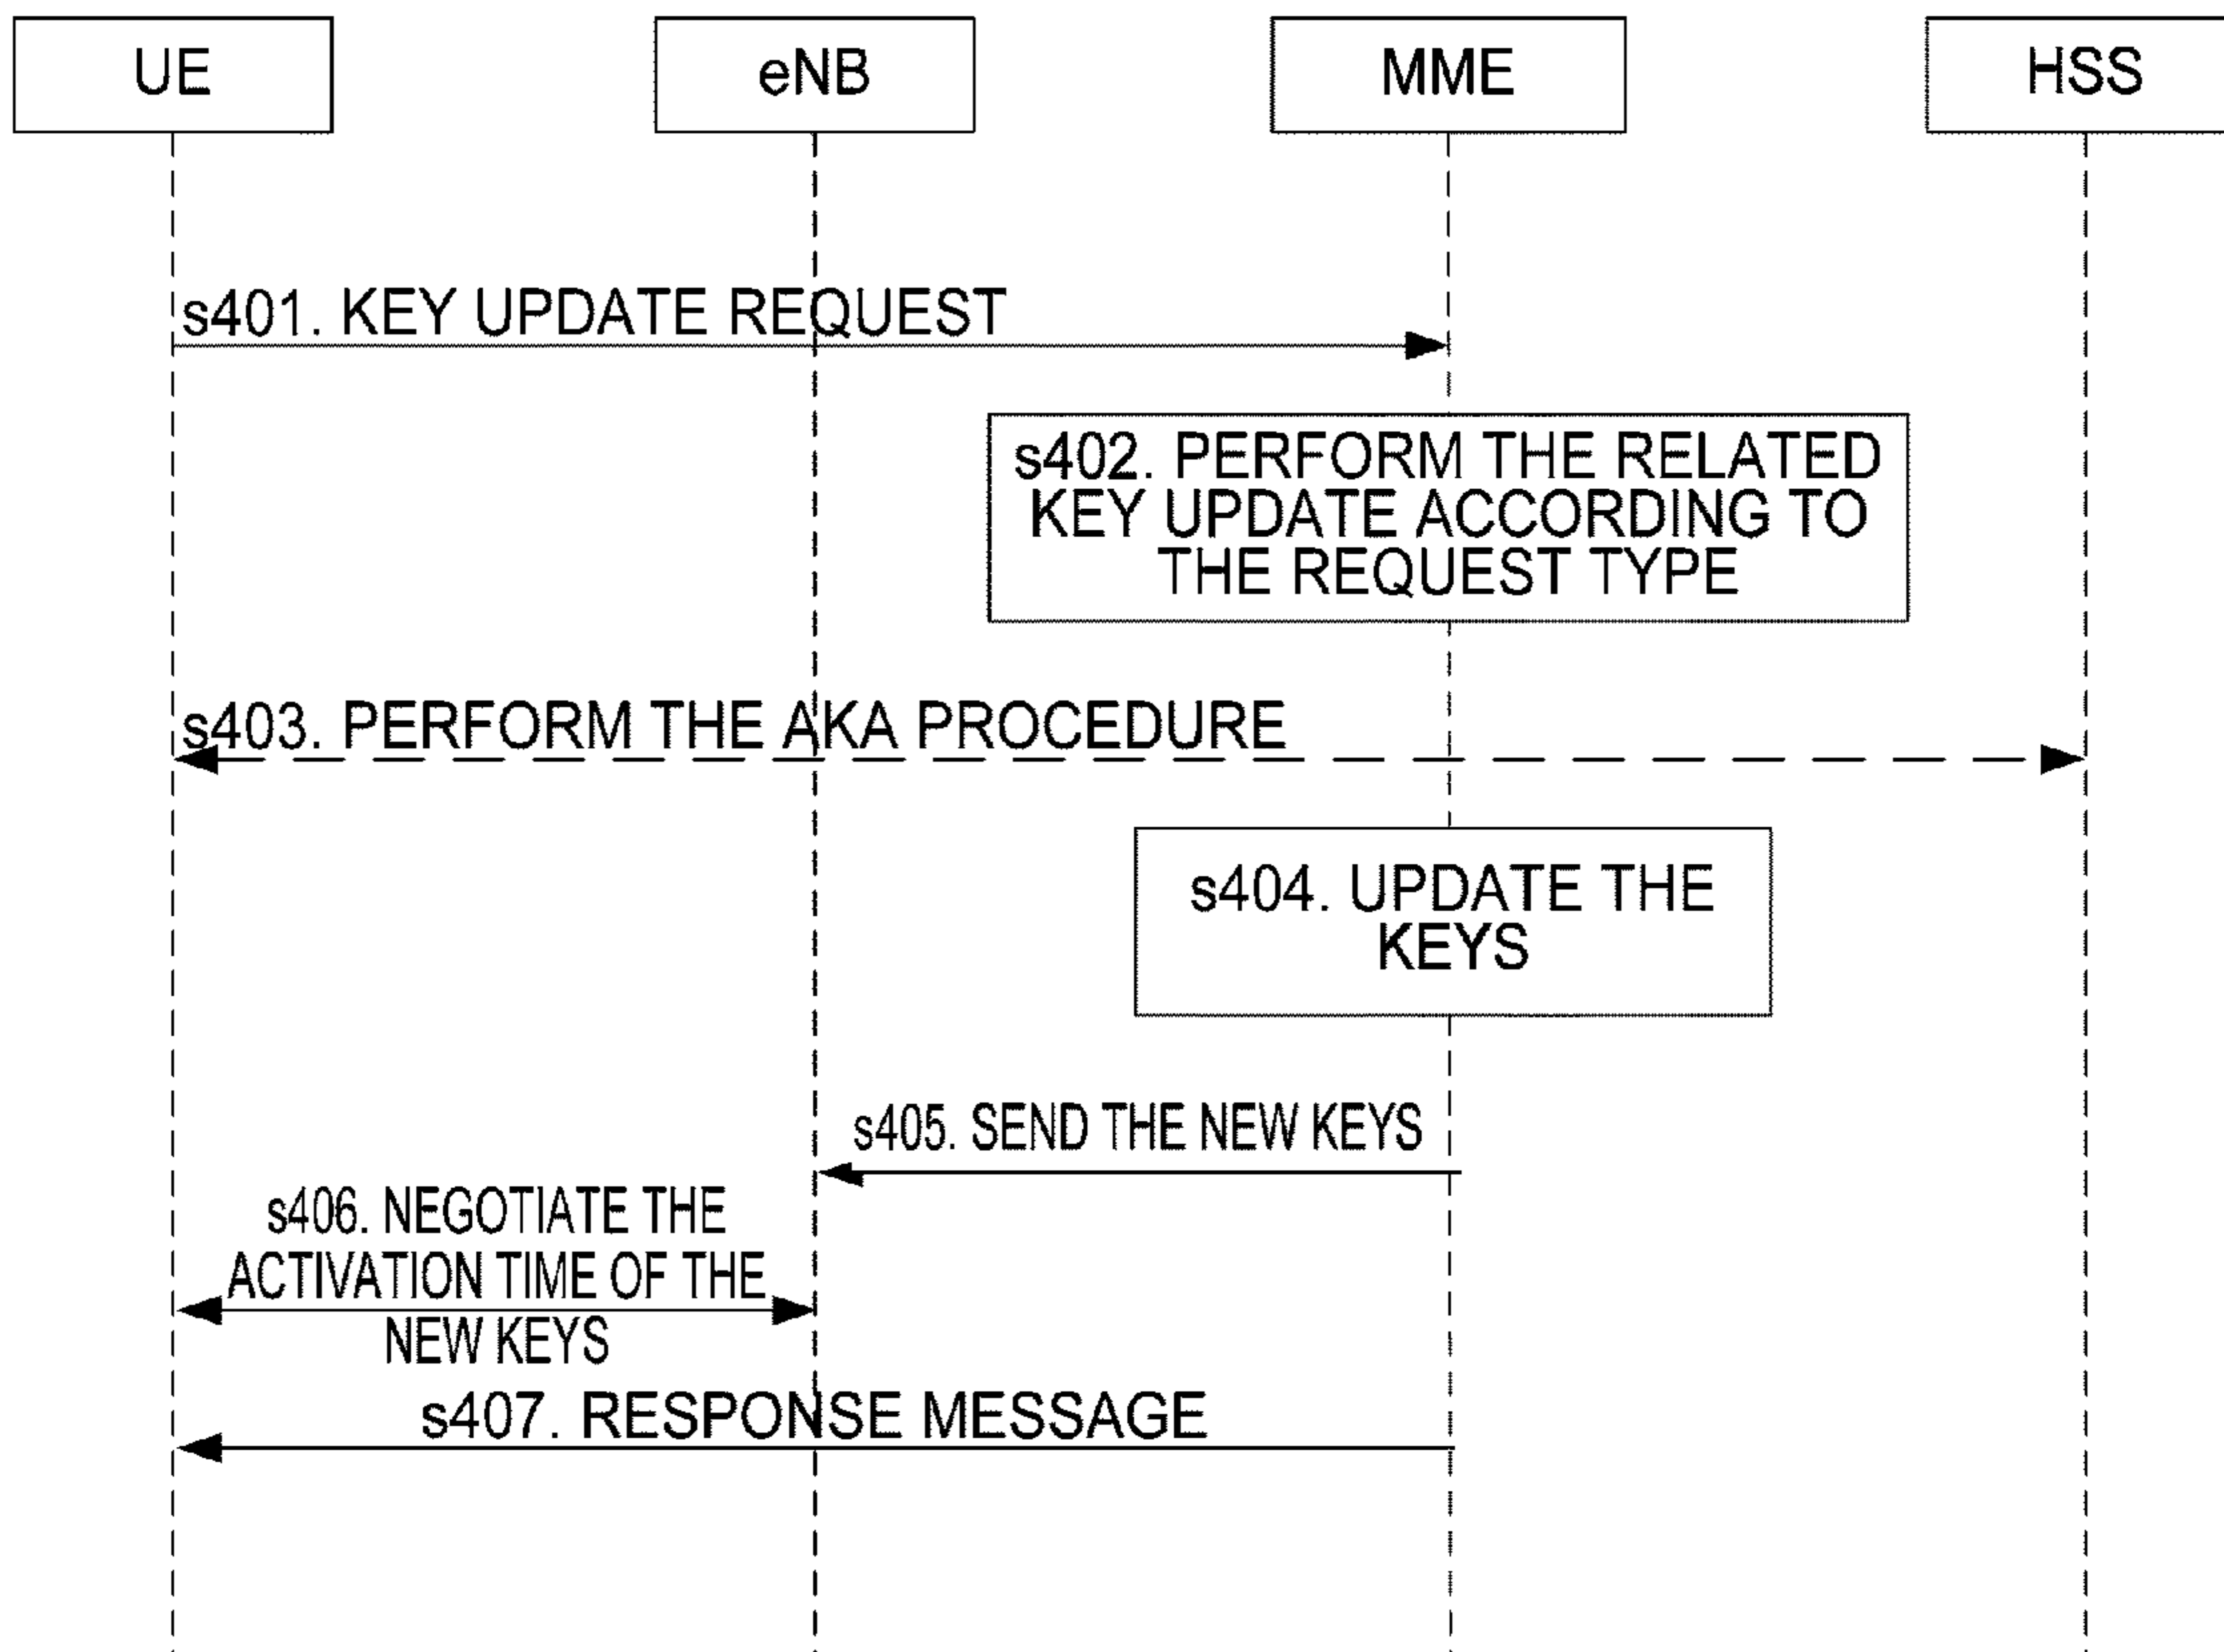 UE
eNB
MME
HSS
s401. KEY UPDATE REQUEST
s402. PERFORM THE RELATED
KEY UPDATE ACCORDING TO
THE REQUEST TYPE
s403. PERFORM THE AKA PROCEDURE
s404. UPDATE THE
KEYS
s405. SEND THE NEW KEYS
s406. NEGOTIATE THE
ACTIVATION TIME OF THE
NEW KEYS
s407. RESPONSE MESSAGE